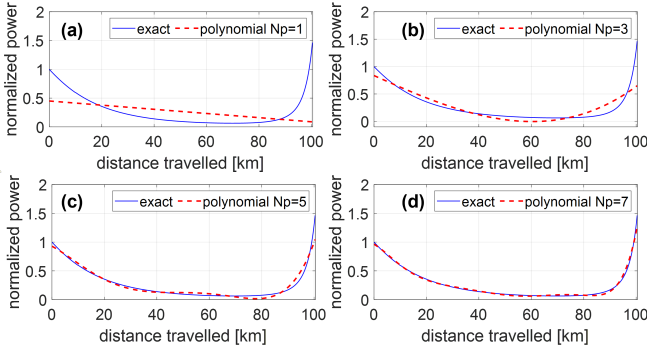 (a)
exact
polynomial Np=1
normalized power
2
1.5
1
0.5
0
0 20 40 60 80 100
distance travelled [km]
(b)
exact
polynomial Np=3
normalized power
2
1.5
1
0.5
0
0 20 40 60 80 100
distance travelled [km]
(c)
exact
polynomial Np=5
normalized power
2
1.5
1
0.5
0
0 20 40 60 80 100
distance travelled [km]
(d)
exact
polynomial Np=7
normalized power
2
1.5
1
0.5
0
0 20 40 60 80 100
distance travelled [km]